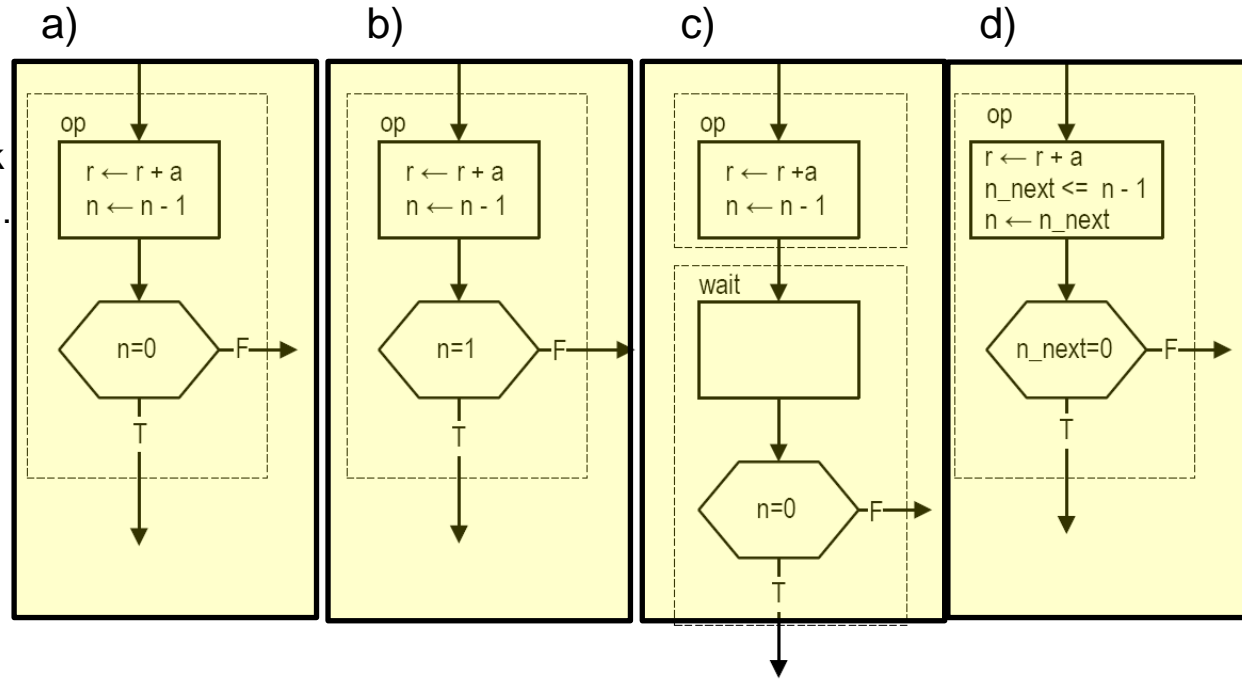 a)
op
r ← r + a
n ← n - 1
n=0
F
T
b)
op
r ← r + a
n ← n - 1
n=1
F
T
c)
op
r ← r +a
n ← n - 1
wait
n=0
F
T
d)
op
r ← r + a
n_next <= n - 1
n ← n_next
n_next=0
F
T